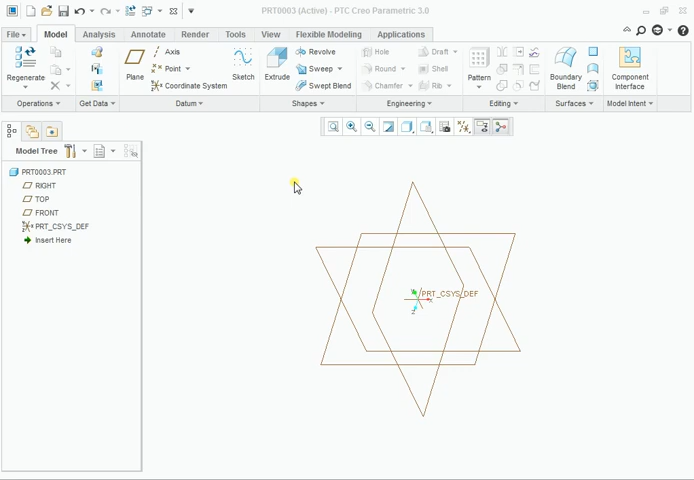 PRT0003 (Active) - PTC Creo Parametric 3.0
File Model Analysis Annotate Render Tools View Flexible Modeling Applications
Regenerate
Plane
Axis
Point
Coordinate System
Sketch
Extrude
Revolve
Sweep
Swept Blend
Hole
Round
Chamfer
Draft
Shell
Rib
Pattern
Boundary
Blend
Component
Interface
Operations Get Data Datum Shapes Engineering Editing Surfaces Model Intent
Model Tree
PRT0003.PRT
RIGHT
TOP
FRONT
PRT_CSYS_DEF
Insert Here
PRT_CSYS_DEF